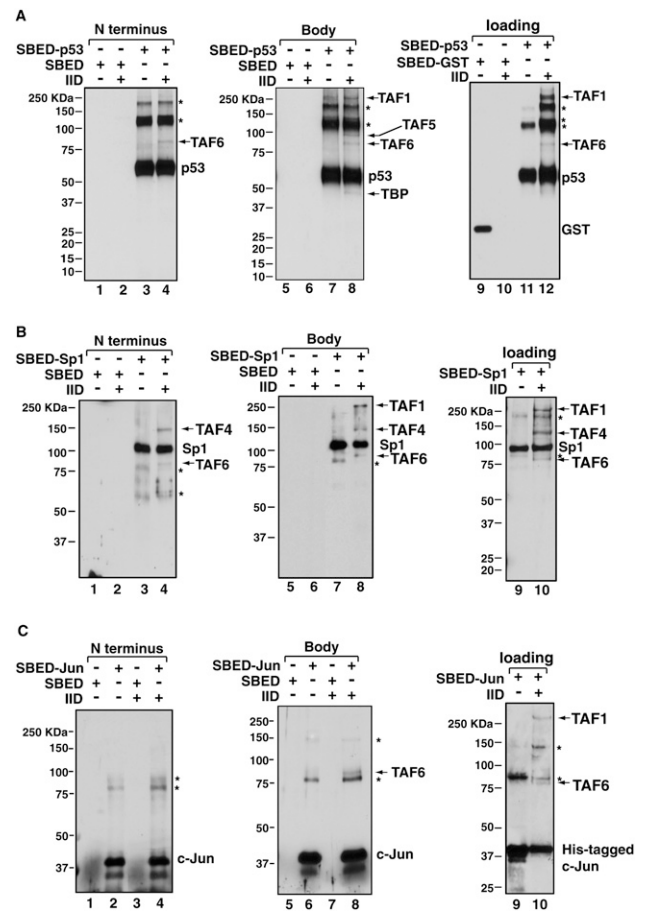 A
N terminus
SBED-p53 - - + +
SBED + + - -
IID - + - +
250 KDa
150
100
75
50
37
25
20
15
10
*
*
TAF6
p53
1 2 3 4
Body
SBED-p53 - - + +
SBED + + - -
IID - + - +
250
150
100
75
50
37
25
20
15
10
TAF1
*
*
TAF5
TAF6
p53
TBP
5 6 7 8
loading
SBED-p53 - - + +
SBED-GST + - - -
IID - + - +
TAF1
*
*
*
TAF6
p53
GST
9 10 11 12
B
N terminus
SBED-Sp1 - - + +
SBED + + - -
IID - + - +
250 KDa
150
100
75
50
37
TAF4
Sp1
TAF6
*
*
1 2 3 4
Body
SBED-Sp1 - - + +
SBED + + - -
IID - + - +
250
150
100
75
50
37
TAF1
TAF4
Sp1
TAF6
*
5 6 7 8
loading
SBED-Sp1 + +
IID - +
250
150
100
75
50
37
25
20
TAF1
*
TAF4
Sp1
*
TAF6
9 10
C
N terminus
SBED-Jun - + - +
SBED + - + -
IID - - + +
250 KDa
150
100
75
50
37
*
*
c-Jun
1 2 3 4
Body
SBED-Jun - + - +
SBED + - + -
IID - - + +
250
150
100
75
50
37
*
TAF6
*
c-Jun
5 6 7 8
loading
SBED-Jun + +
IID - +
250
150
100
75
50
37
25
TAF1
*
*
TAF6
His-tagged
c-Jun
9 10